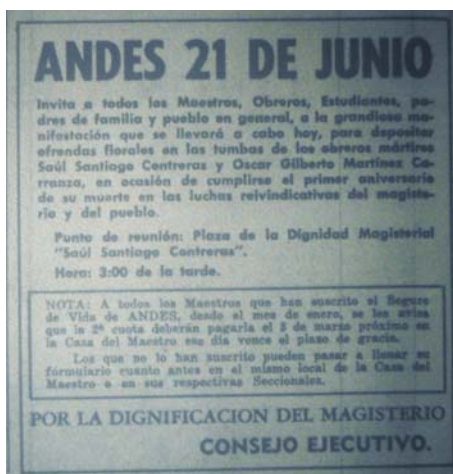 ANDES 21 DE JUNIO
Invita a todos los Maestros, Obreros, Estudiantes, pa-
dres de familia y pueblo en general, a la grandiosa ma-
nifestación que se llevará a cabo hoy, para depositar
ofrendas florales en las tumbas de los obreros mártires
Saúl Santiago Contreras y Oscar Gilberto Martínez Ca-
rranza, en ocasión de cumplirse el primer aniversario
de su muerte en las luchas reivindicativas del magiste-
rio y del pueblo.
Punto de reunión: Plaza de la Dignidad Magisterial
"Saúl Santiago Contreras".
Hora: 3:00 de la tarde.
NOTA: A todos los Maestros que han suscrito el Seguro
de Vida de ANDES, desde el mes de enero, se les avisa
que la 2ª cuota deberán pagarla el 3 de marzo próximo en
la Casa del Maestro ese día vence el plazo de gracia.
Los que no lo han suscrito pueden pasar a llenar su
formulario cuanto antes en el mismo local de la Casa del
Maestro o en sus respectivas Seccionales.
POR LA DIGNIFICACION DEL MAGISTERIO
CONSEJO EJECUTIVO.